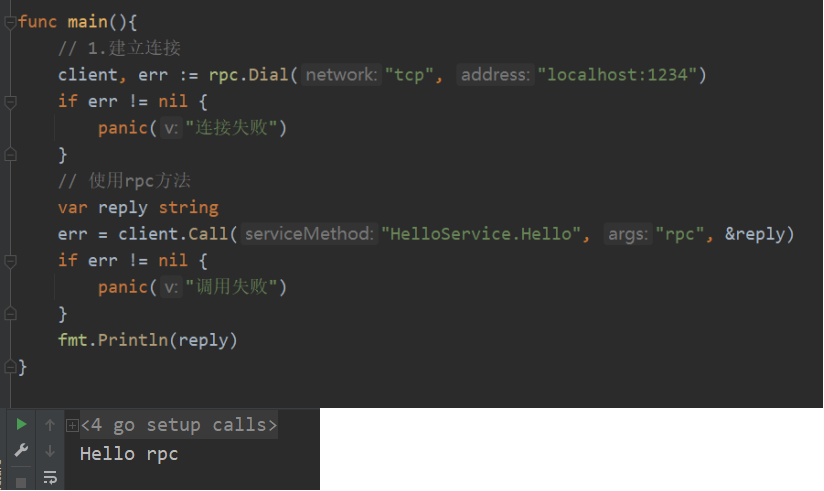 func main(){
// 1.建立连接
client, err := rpc.Dial( network: "tcp", address: "localhost:1234")
if err != nil {
panic( v: "连接失败")
}
// 使用rpc方法
var reply string
err = client.Call( serviceMethod: "HelloService.Hello", args: "rpc", &reply)
if err != nil {
panic( v: "调用失败")
}
fmt.Println(reply)
}
<4 go setup calls>
Hello rpc